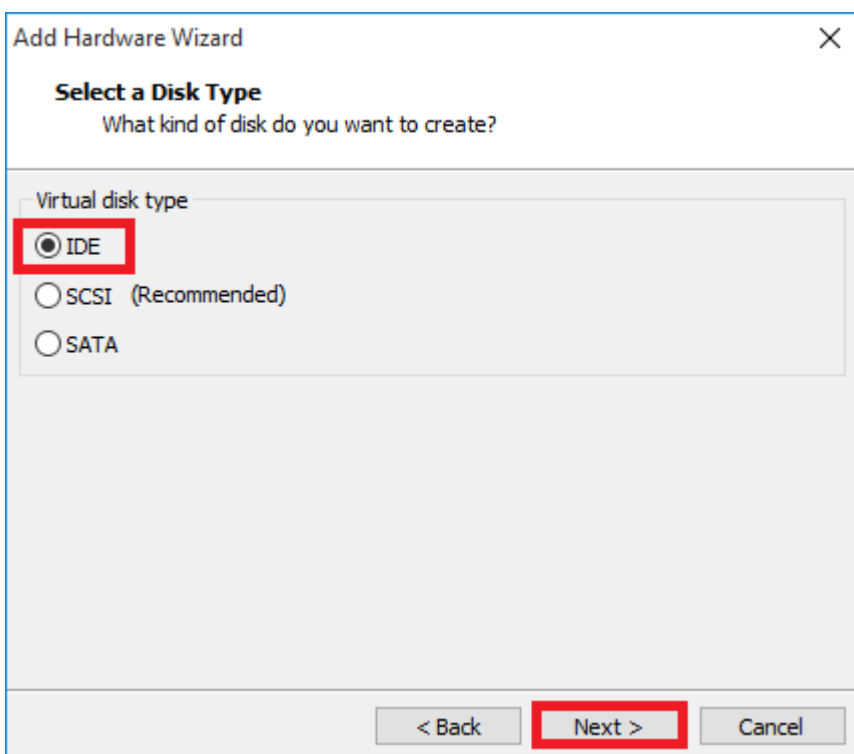 Add Hardware Wizard
Select a Disk Type
What kind of disk do you want to create?
Virtual disk type
IDE
SCSI (Recommended)
SATA
< Back Next > Cancel